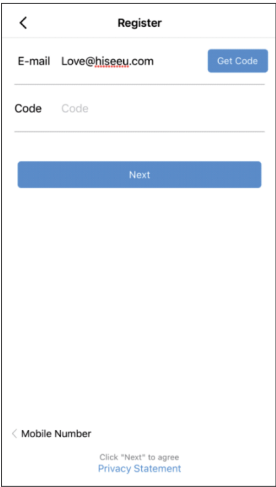 Register
E-mail Love@hiseeu.com Get Code
Code Code
Next
Mobile Number
Click "Next" to agree
Privacy Statement